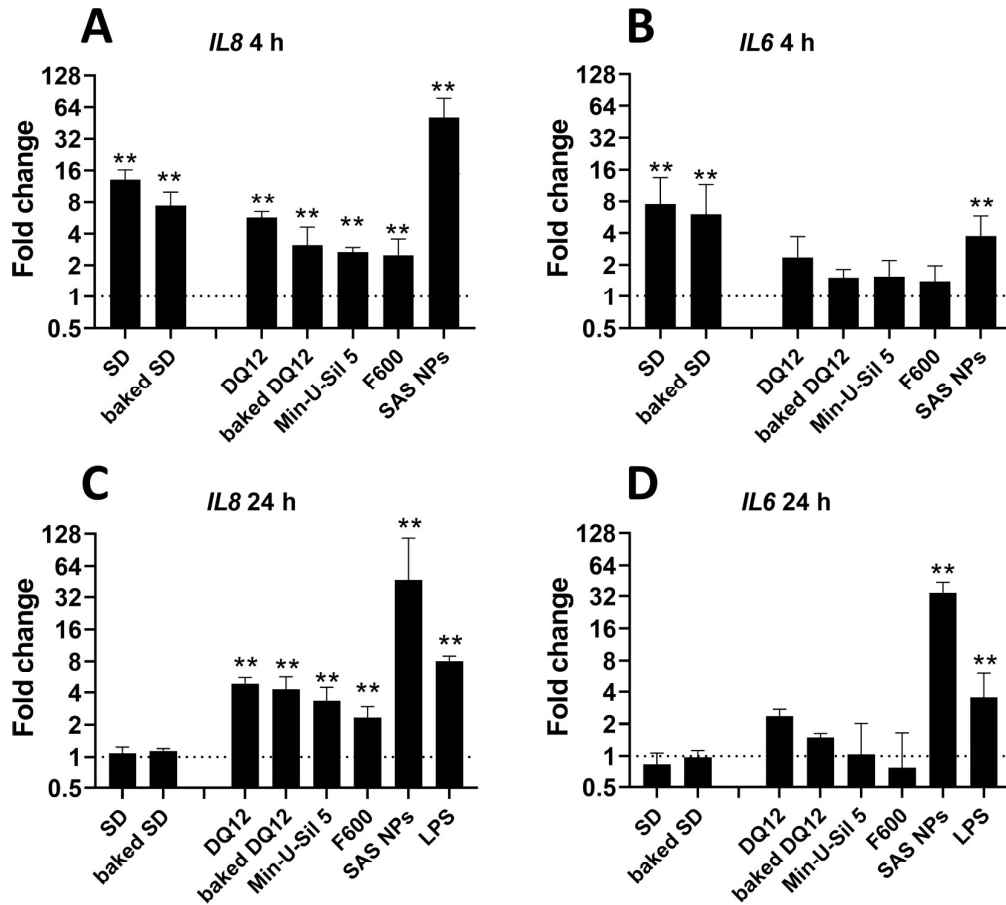 A
IL8 4 h
Fold change
128
64
32
16
8
4
2
1
0.5
**
**
**
**
**
**
**
SD
baked SD
DQ12
baked DQ12
Min-U-Sil 5
F600
SAS NPs
B
IL6 4 h
Fold change
128
64
32
16
8
4
2
1
0.5
**
**
**
SD
baked SD
DQ12
baked DQ12
Min-U-Sil 5
F600
SAS NPs
C
IL8 24 h
Fold change
128
64
32
16
8
4
2
1
0.5
**
**
**
**
**
**
SD
baked SD
DQ12
baked DQ12
Min-U-Sil 5
F600
SAS NPs
LPS
D
IL6 24 h
Fold change
128
64
32
16
8
4
2
1
0.5
**
**
SD
baked SD
DQ12
baked DQ12
Min-U-Sil 5
F600
SAS NPs
LPS